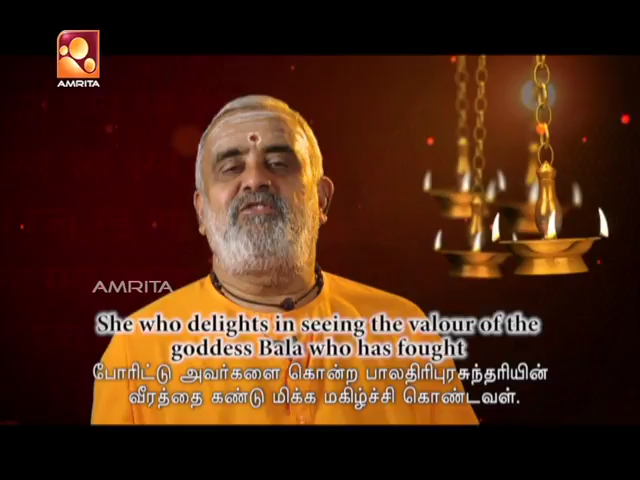 AMRITA
AMRITA
She who delights in seeing the valour of the
goddess Bala who has fought
போரிட்டு அவர்களை கொன்ற பாலதிரிபுரசுந்தரியின்
வீரத்தை கண்டு மிக்க மகிழ்ச்சி கொண்டவள்.